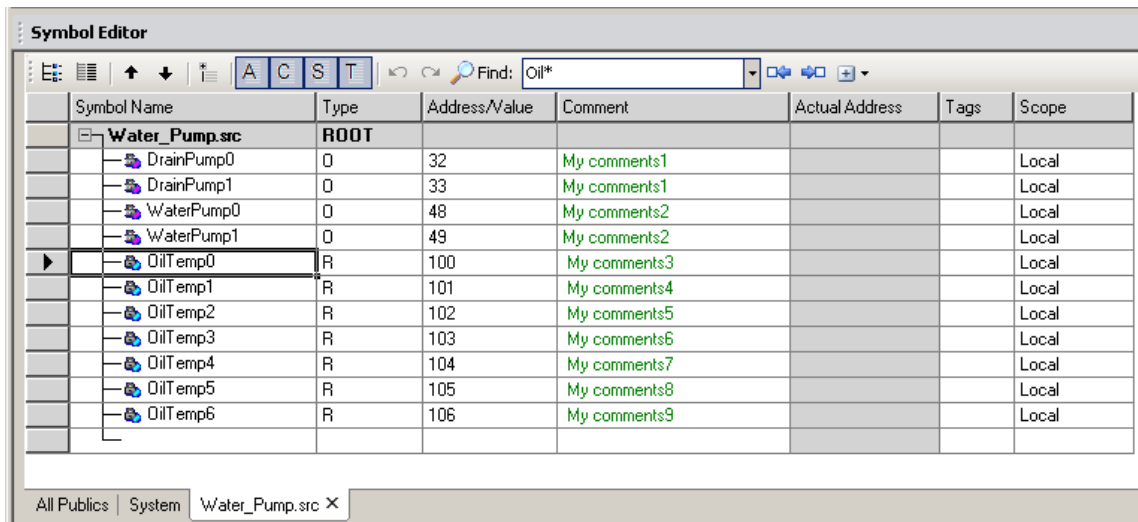 Symbol Editor
A C S T Find: Oil*
Symbol Name Type Address/Value Comment Actual Address Tags Scope
Water_Pump.src ROOT
DrainPump0 O 32 My comments1 Local
DrainPump1 O 33 My comments1 Local
WaterPump0 O 48 My comments2 Local
WaterPump1 O 49 My comments2 Local
OilTemp0 R 100 My comments3 Local
OilTemp1 R 101 My comments4 Local
OilTemp2 R 102 My comments5 Local
OilTemp3 R 103 My comments6 Local
OilTemp4 R 104 My comments7 Local
OilTemp5 R 105 My comments8 Local
OilTemp6 R 106 My comments9 Local
All Publics System Water_Pump.src